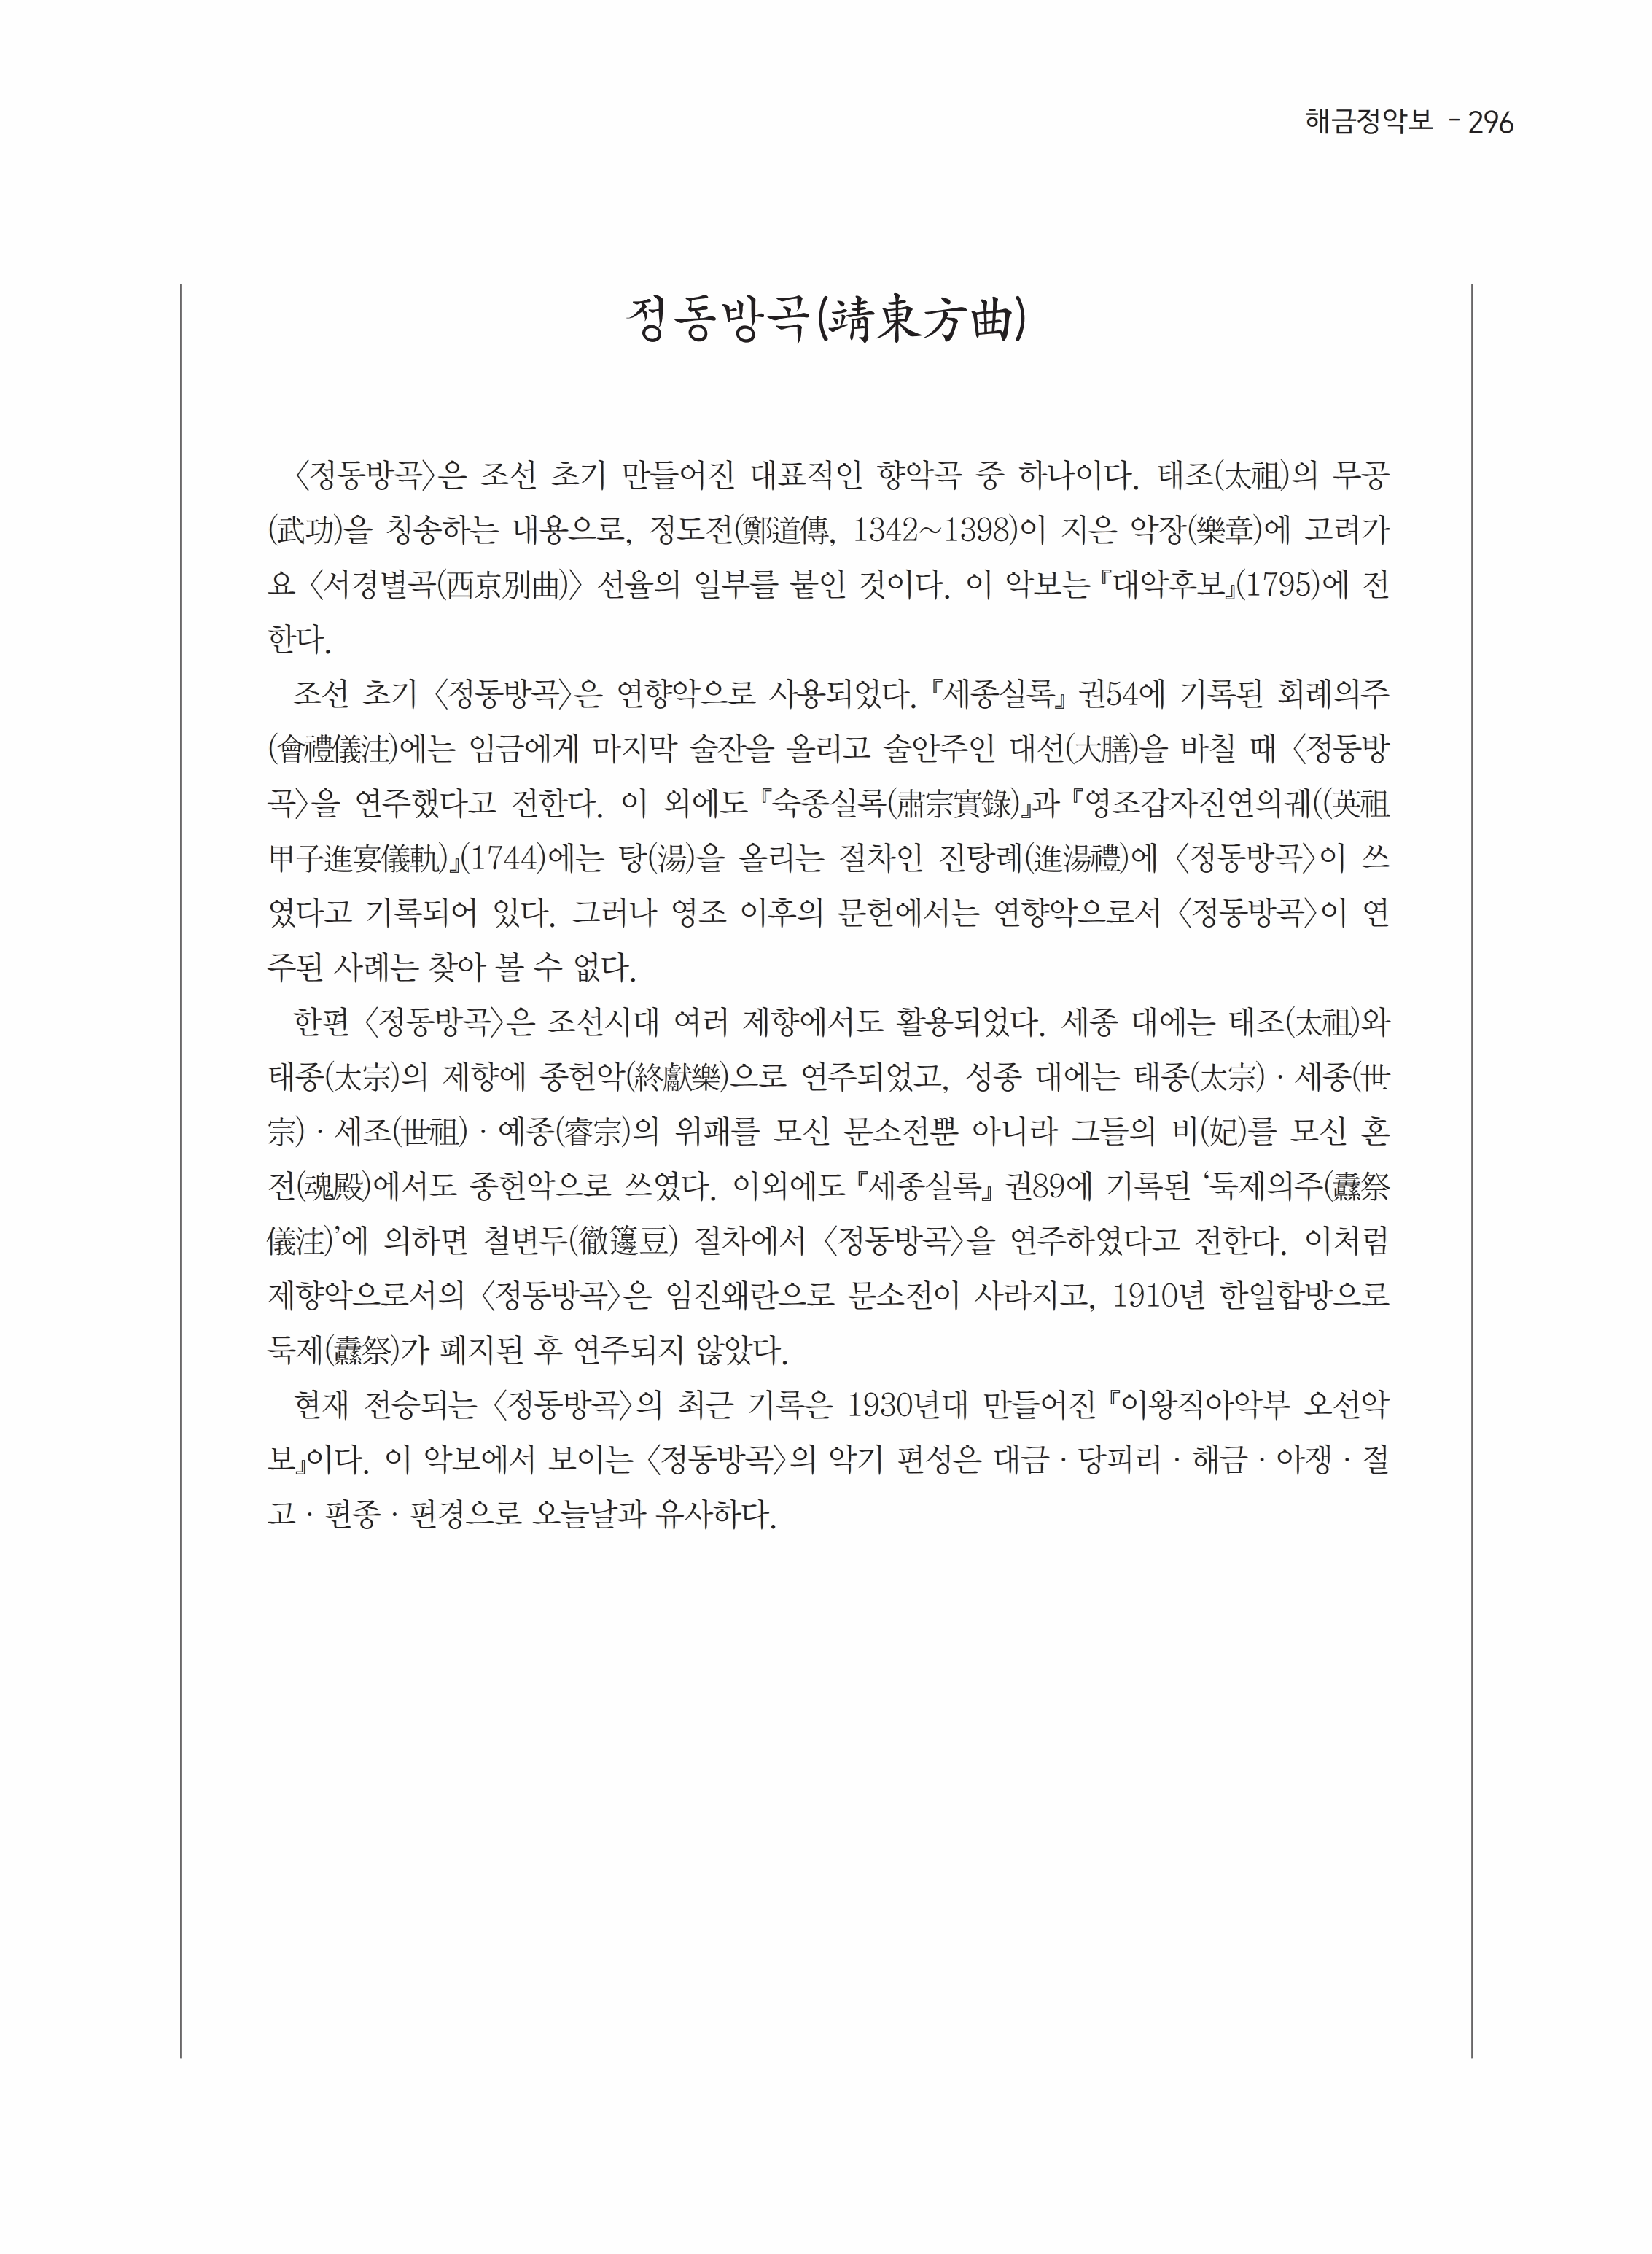 해금정악보 - 296
정동방곡(靖東方曲)
〈정동방곡〉은 조선 초기 만들어진 대표적인 향악곡 중 하나이다. 태조(太祖)의 무공
(武功)을 칭송하는 내용으로, 정도전(鄭道傳, 1342~1398)이 지은 악장(樂章)에 고려가
요 〈서경별곡(西京別曲)〉 선율의 일부를 붙인 것이다. 이 악보는 『대악후보』(1795)에 전
한다.
조선 초기 〈정동방곡〉은 연향악으로 사용되었다. 『세종실록』 권54에 기록된 회례의주
(會禮儀注)에는 임금에게 마지막 술잔을 올리고 술안주인 대선(大膳)을 바칠 때 〈정동방
곡〉을 연주했다고 전한다. 이 외에도 『숙종실록(肅宗實錄)』과 『영조갑자진연의궤((英祖
甲子進宴儀軌)』(1744)에는 탕(湯)을 올리는 절차인 진탕례(進湯禮)에 〈정동방곡〉이 쓰
였다고 기록되어 있다. 그러나 영조 이후의 문헌에서는 연향악으로서 〈정동방곡〉이 연
주된 사례는 찾아 볼 수 없다.
한편 〈정동방곡〉은 조선시대 여러 제향에서도 활용되었다. 세종 대에는 태조(太祖)와
태종(太宗)의 제향에 종헌악(終獻樂)으로 연주되었고, 성종 대에는 태종(太宗)·세종(世
宗)·세조(世祖)·예종(睿宗)의 위패를 모신 문소전뿐 아니라 그들의 비(妃)를 모신 혼
전(魂殿)에서도 종헌악으로 쓰였다. 이외에도 『세종실록』 권89에 기록된 ‘둑제의주(纛祭
儀注)’에 의하면 철변두(徹籩豆) 절차에서 〈정동방곡〉을 연주하였다고 전한다. 이처럼
제향악으로서의 〈정동방곡〉은 임진왜란으로 문소전이 사라지고, 1910년 한일합방으로
둑제(纛祭)가 폐지된 후 연주되지 않았다.
현재 전승되는 〈정동방곡〉의 최근 기록은 1930년대 만들어진 『이왕직아악부 오선악
보』이다. 이 악보에서 보이는 〈정동방곡〉의 악기 편성은 대금·당피리·해금·아쟁·절
고·편종·편경으로 오늘날과 유사하다.